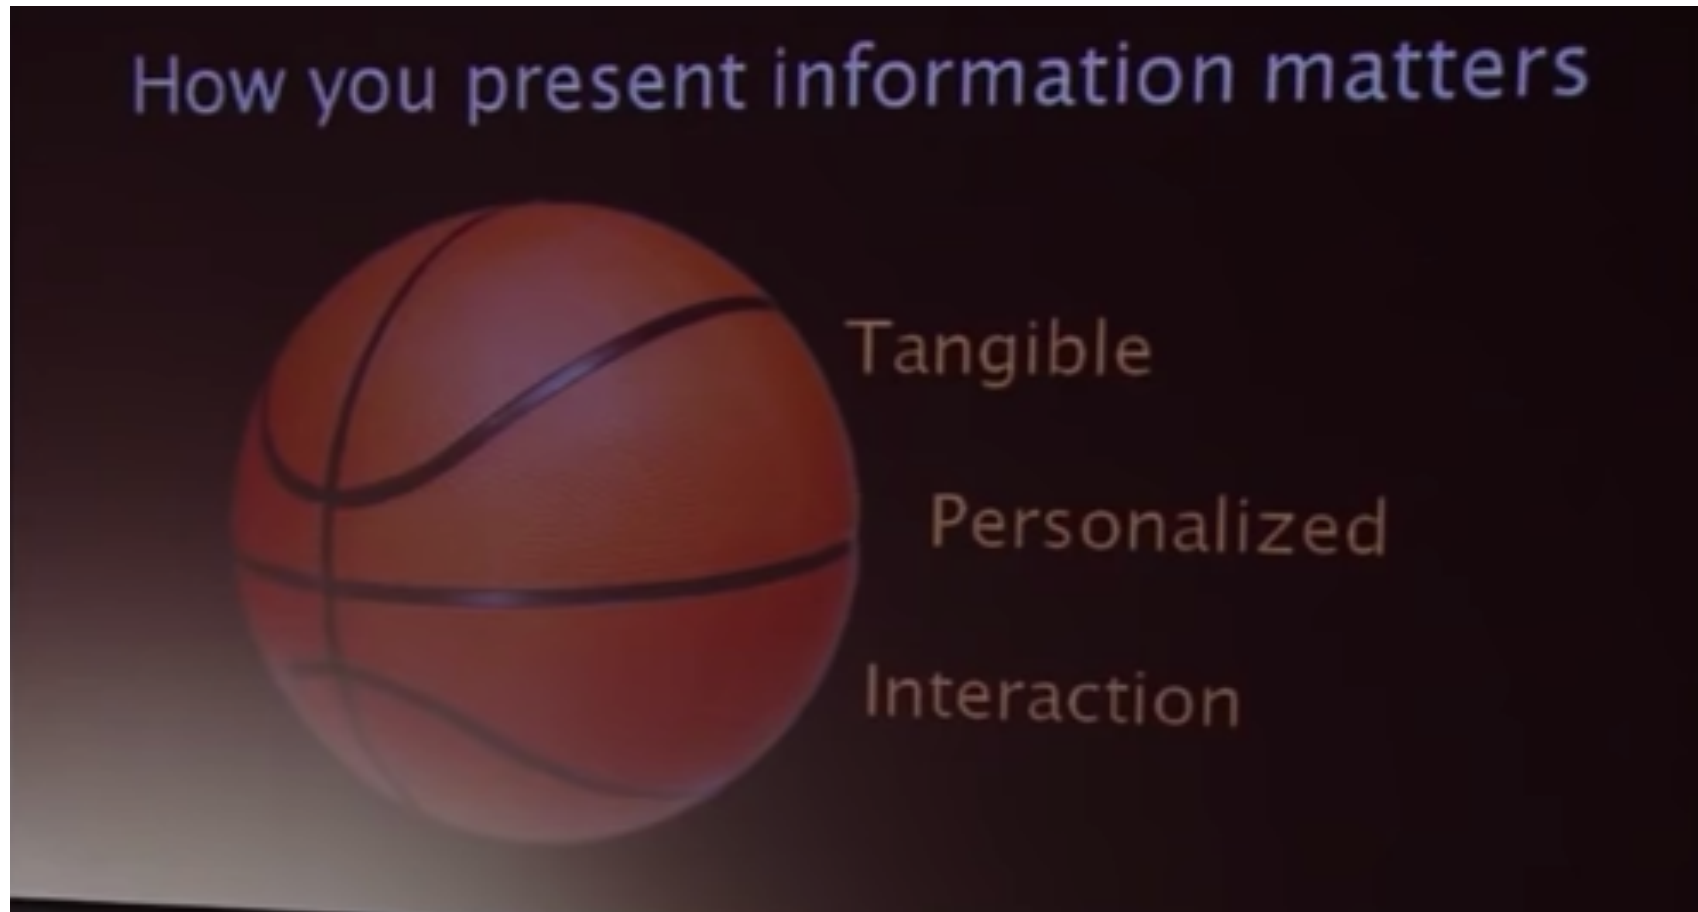 How you present information matters
Tangible
Personalized
Interaction